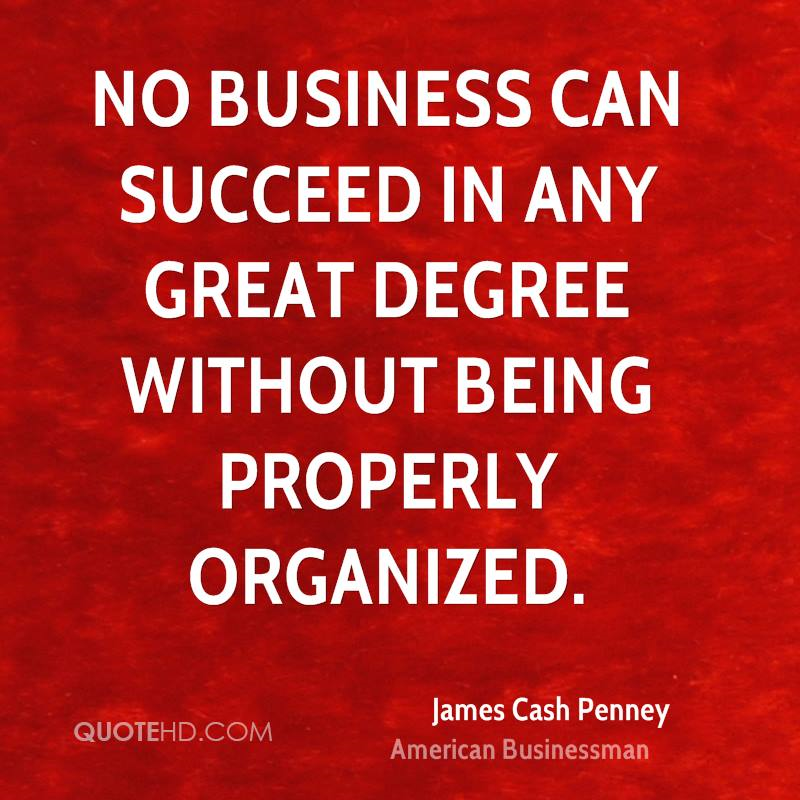 NO BUSINESS CAN
SUCCEED IN ANY
GREAT DEGREE
WITHOUT BEING
PROPERLY
ORGANIZED.
James Cash Penney
QUOTEHD.COM
American Businessman